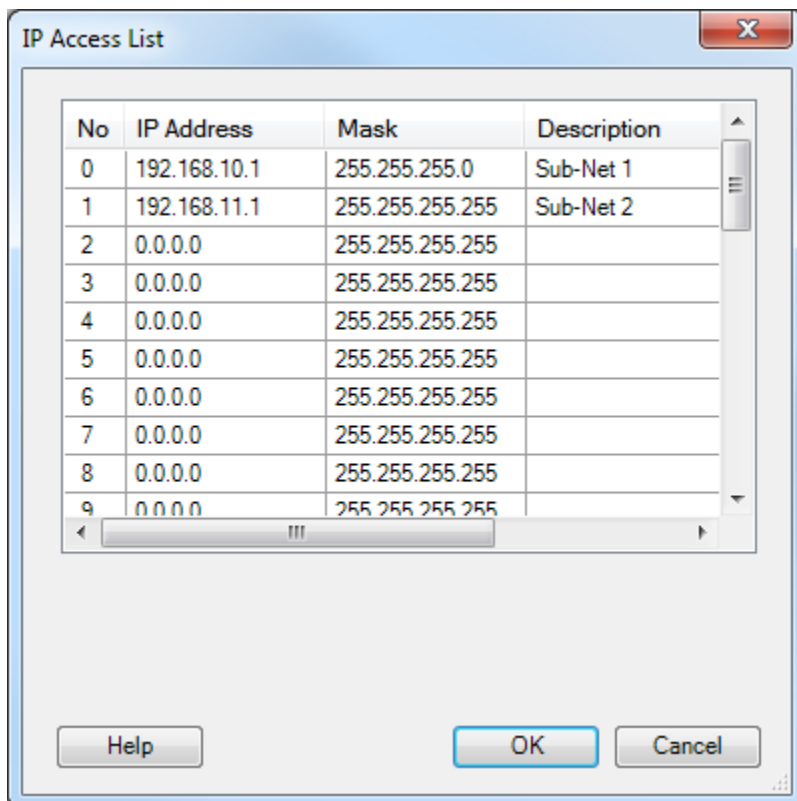 IP Access List
No IP Address Mask Description
0 192.168.10.1 255.255.255.0 Sub-Net 1
1 192.168.11.1 255.255.255.255 Sub-Net 2
2 0.0.0.0 255.255.255.255
3 0.0.0.0 255.255.255.255
4 0.0.0.0 255.255.255.255
5 0.0.0.0 255.255.255.255
6 0.0.0.0 255.255.255.255
7 0.0.0.0 255.255.255.255
8 0.0.0.0 255.255.255.255
9 0.0.0.0 255.255.255.255
Help OK Cancel